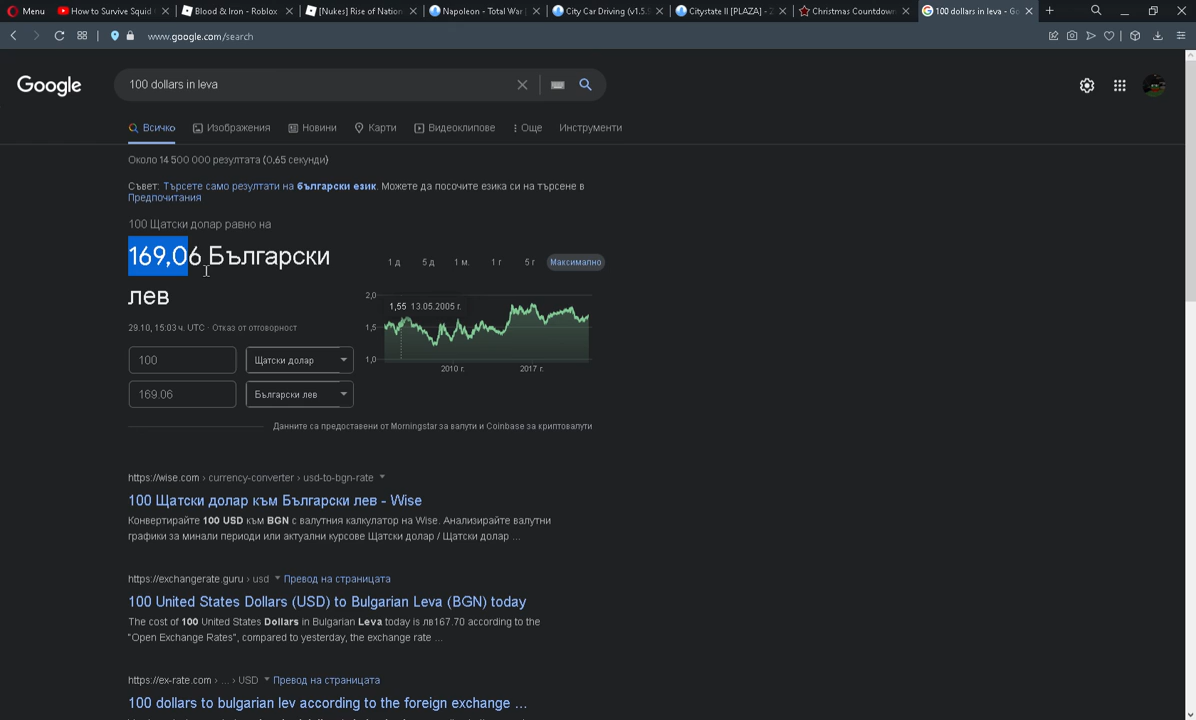 Menu
How to Survive Squid
Blood & Iron - Roblox
[Nukes] Rise of Nation
Napoleon - Total War
City Car Driving (v1.5.
Citystate II [PLAZA] - 2
Christmas Countdown
100 dollars in leva - Go
www.google.com/search
Google
100 dollars in leva
Всичко
Изображения
Новини
Карти
Видеоклипове
Още
Инструменти
Около 14 500 000 резултата (0,65 секунди)
Съвет: Търсете само резултати на български език. Можете да посочите езика си на търсене в
Предпочитания
100 Щатски долар равно на
169,06 Български
лев
29.10, 15:03 ч. UTC · Отказ от отговорност
1 д
5 д
1 м.
1 г
5 г
Максимално
2,0
1,5
1,0
1,55 13.05.2005 г.
2010 г.
2017 г.
100
Щатски долар
169.06
Български лев
Данните са предоставени от Morningstar за валути и Coinbase за криптовалути
https://wise.com › currency-converter › usd-to-bgn-rate
100 Щатски долар към Български лев - Wise
Конвертирайте 100 USD към BGN с валутния калкулатор на Wise. Анализирайте валутни
графики за минали периоди или актуални курсове Щатски долар / Щатски долар ...
https://exchangerate.guru › usd
Превод на страницата
100 United States Dollars (USD) to Bulgarian Leva (BGN) today
The cost of 100 United States Dollars in Bulgarian Leva today is лв167.70 according to the
"Open Exchange Rates", compared to yesterday, the exchange rate ...
https://ex-rate.com › ... › USD
Превод на страницата
100 dollars to bulgarian lev according to the foreign exchange ...